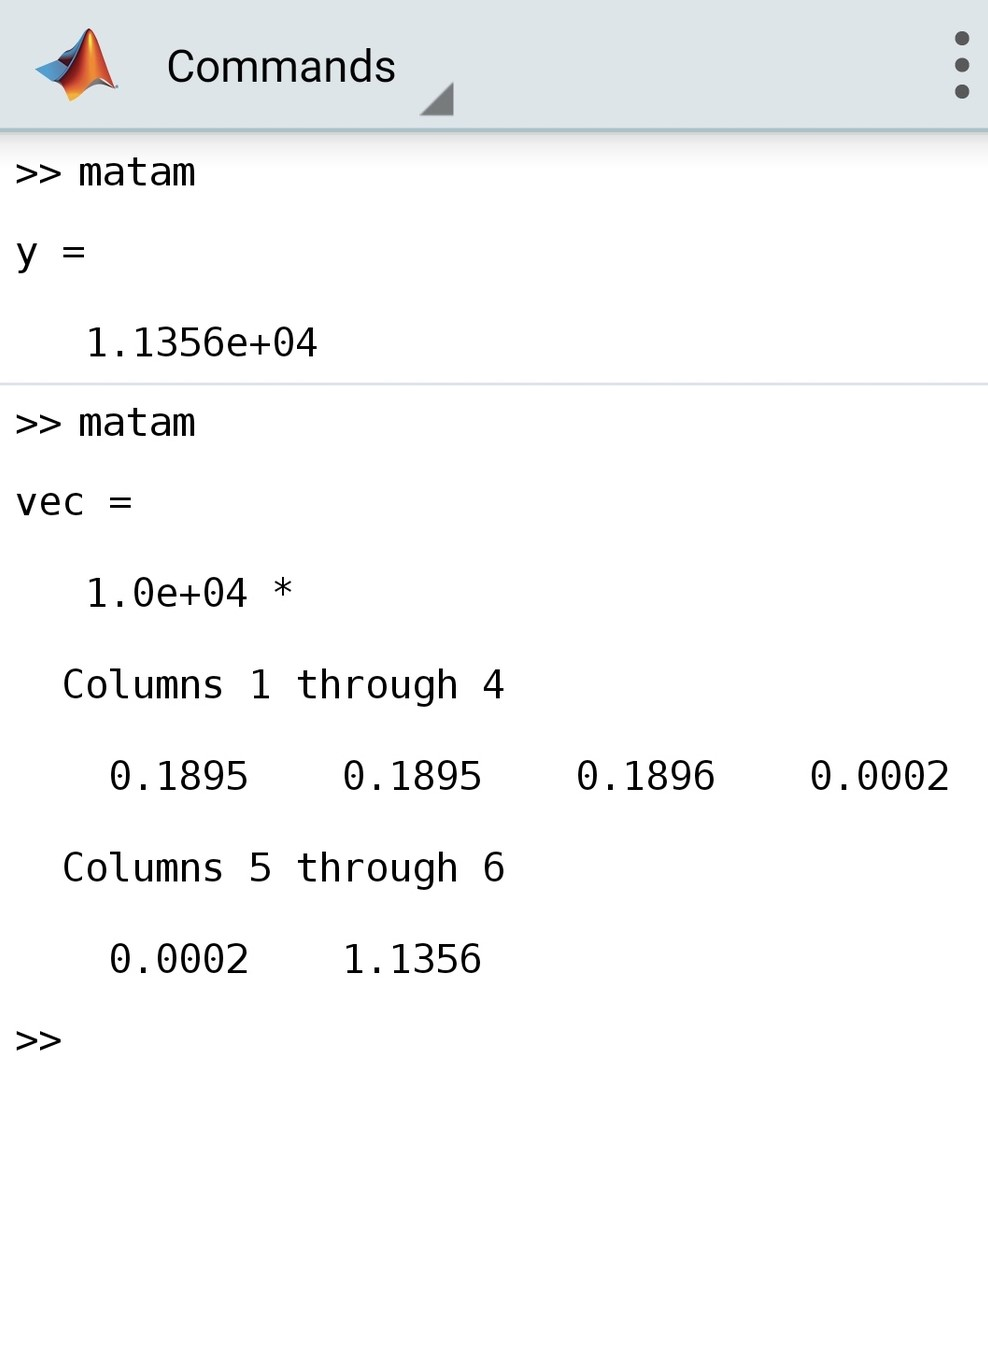 Commands
>> matam
y =
1.1356e+04
>> matam
vec =
1.0e+04 *
Columns 1 through 4
0.1895 0.1895 0.1896 0.0002
Columns 5 through 6
0.0002 1.1356
>>